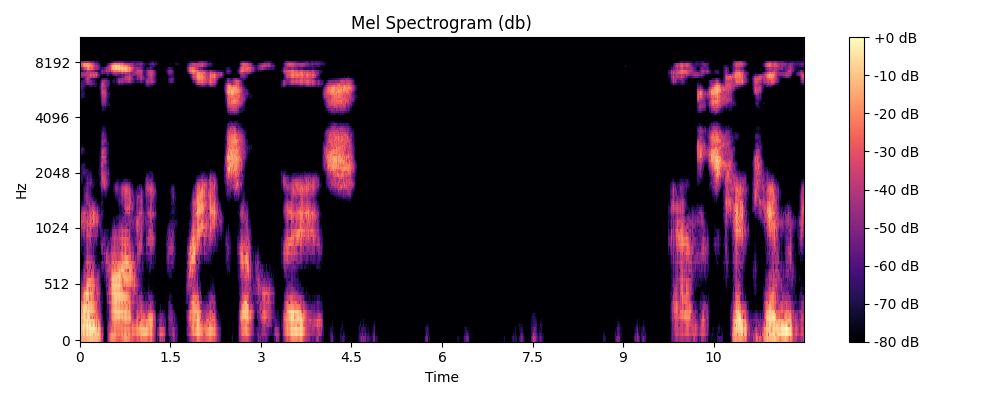 Mel Spectrogram (db)
8192
4096
2048
1024
512
0
Hz
0 1.5 3 4.5 6 7.5 9 10
Time
+0 dB
-10 dB
-20 dB
-30 dB
-40 dB
-50 dB
-60 dB
-70 dB
-80 dB